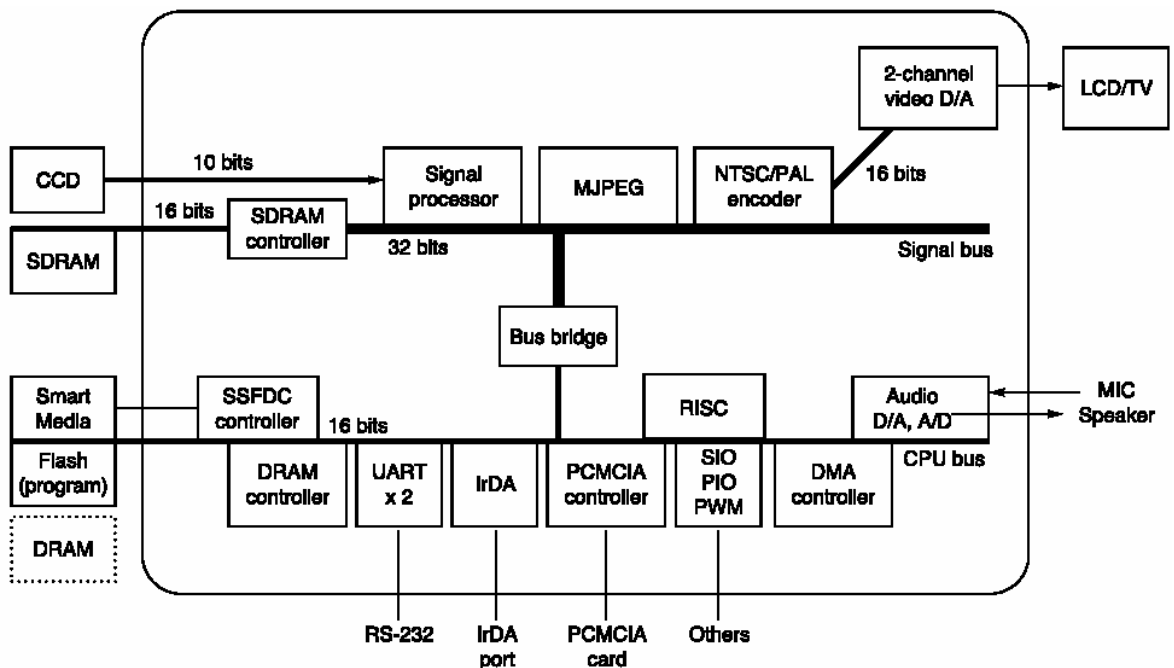 2-channel
video D/A
LCD/TV
CCD
10 bits
Signal
processor
MJPEG
NTSC/PAL
encoder
16 bits
16 bits
SDRAM
controller
32 bits
Signal bus
SDRAM
Bus bridge
Smart
Media
SSFDC
controller
16 bits
RISC
Audio
D/A, A/D
MIC
Speaker
Flash
(program)
DRAM
controller
UART
x 2
IrDA
PCMCIA
controller
SIO
PIO
PWM
DMA
controller
CPU bus
DRAM
RS-232
IrDA
port
PCMCIA
card
Others